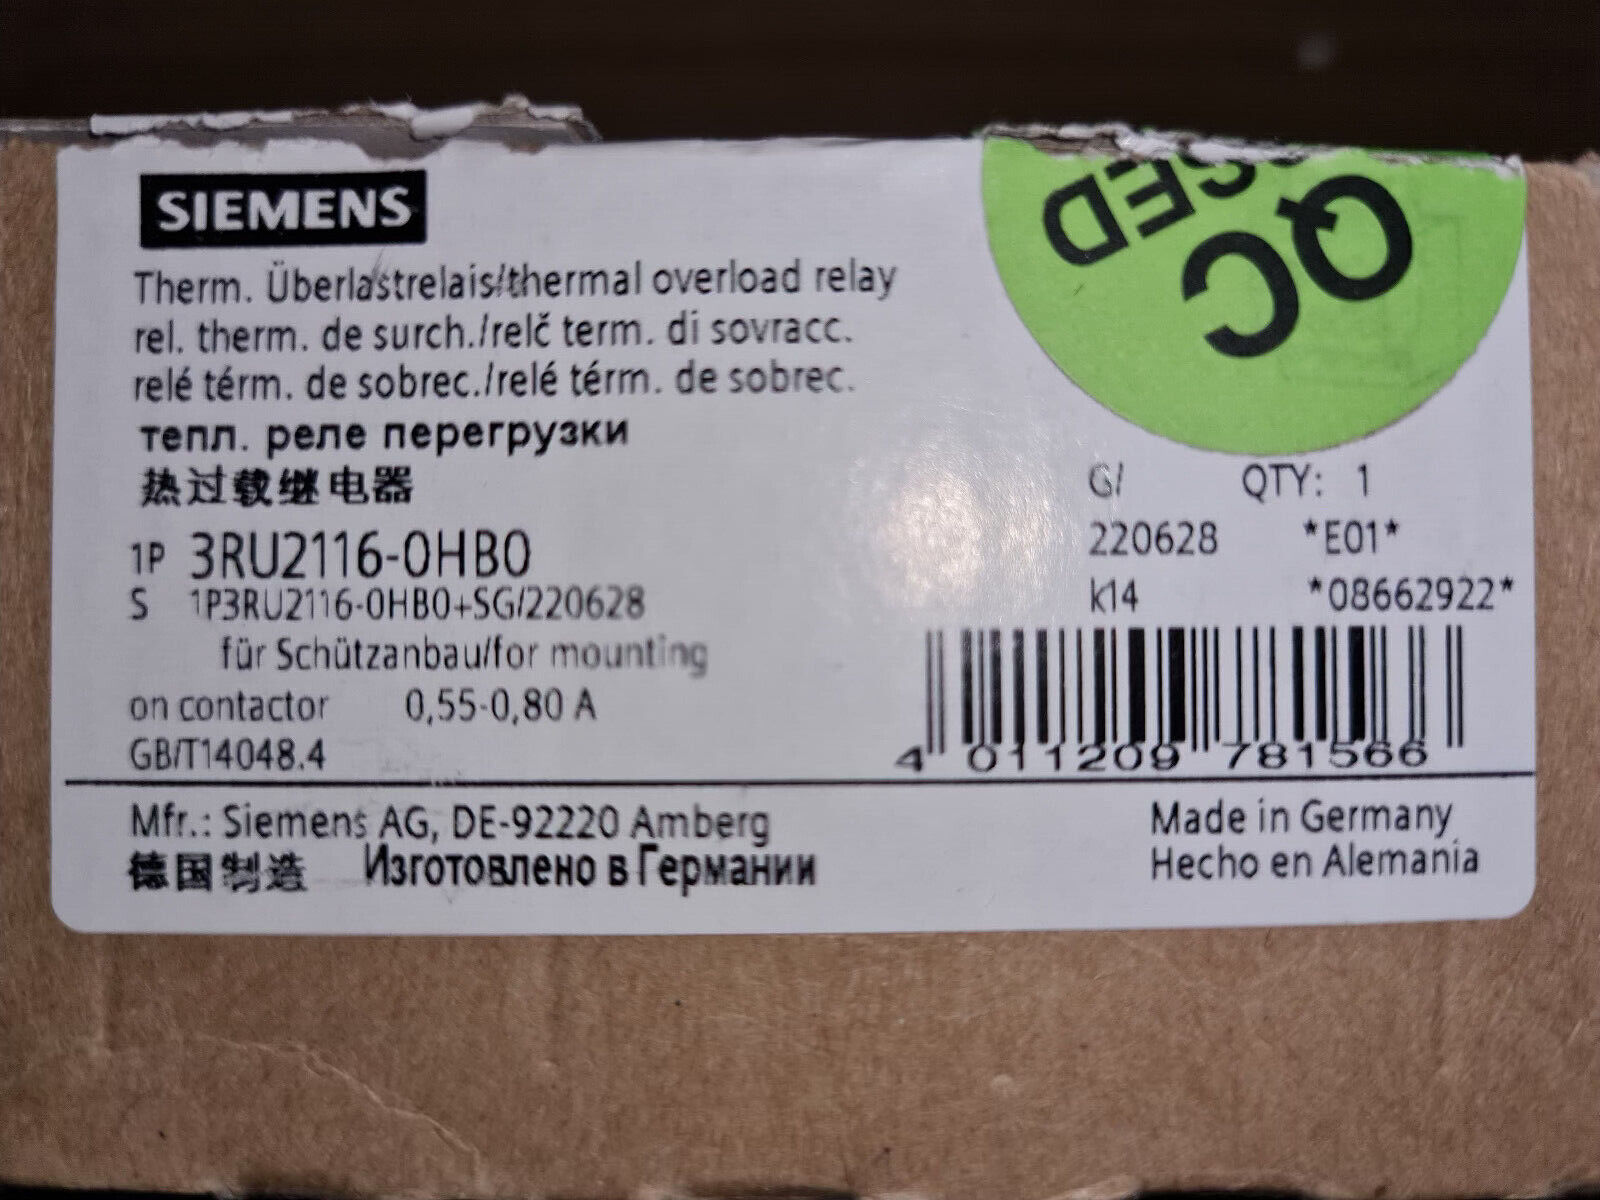 SIEMENS
Therm. Überlastrelais/thermal overload relay
rel. therm. de surch./relč term. di sovracc.
relé térm. de sobrec./relé térm. de sobrec.
тепл. реле перегрузки
热过载继电器
1P 3RU2116-0HB0
S 1P3RU2116-0HB0+SG/220628
für Schützanbau/for mounting
on contactor 0,55-0,80 A
GB/T14048.4
QC
G/ QTY: 1
220628 *E01*
k14 *08662922*
4 011209 781566
Mfr.: Siemens AG, DE-92220 Amberg
德国制造 Изготовлено в Германии
Made in Germany
Hecho en Alemania